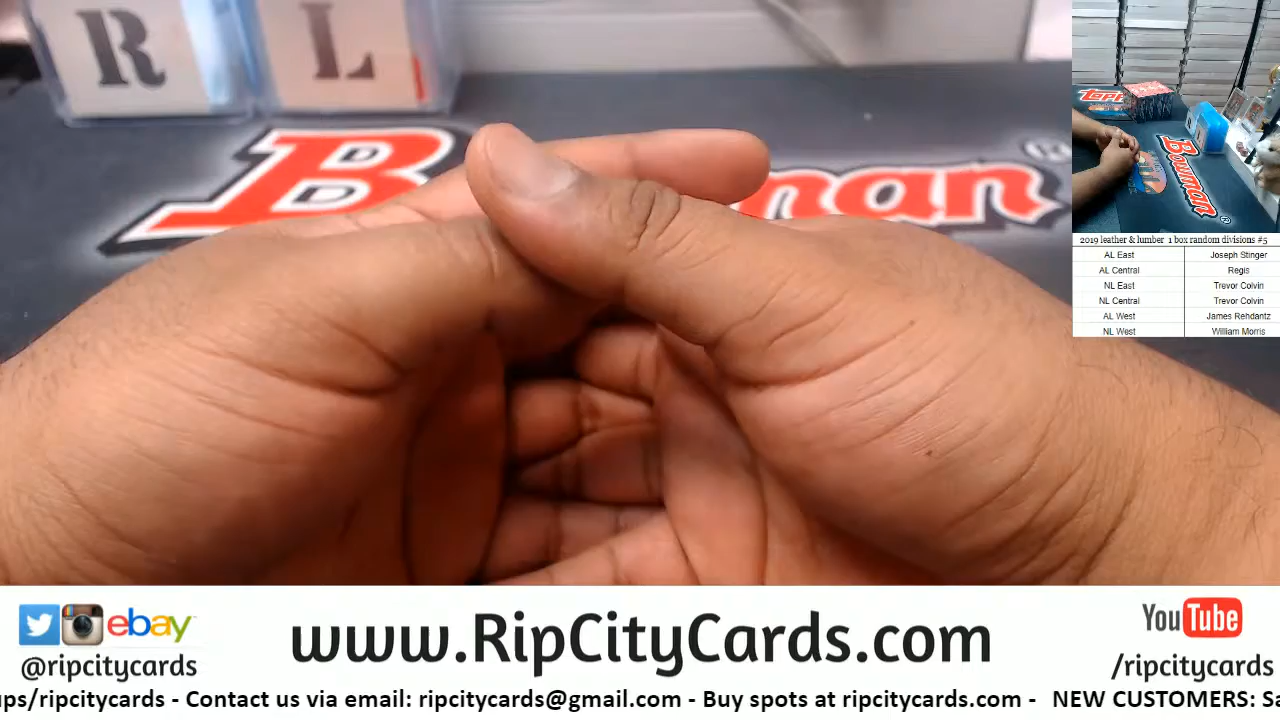 R L
Bowman®
Topps
Bowman
2019 leather & lumber 1 box random divisions #5
AL East Joseph Stinger
AL Central Regis
NL East Trevor Colvin
NL Central Trevor Colvin
AL West James Rehdantz
NL West William Morris
ebay
@ripcitycards
www.RipCityCards.com
YouTube
/ripcitycards
ups/ripcitycards - Contact us via email: ripcitycards@gmail.com - Buy spots at ripcitycards.com - NEW CUSTOMERS: Sa